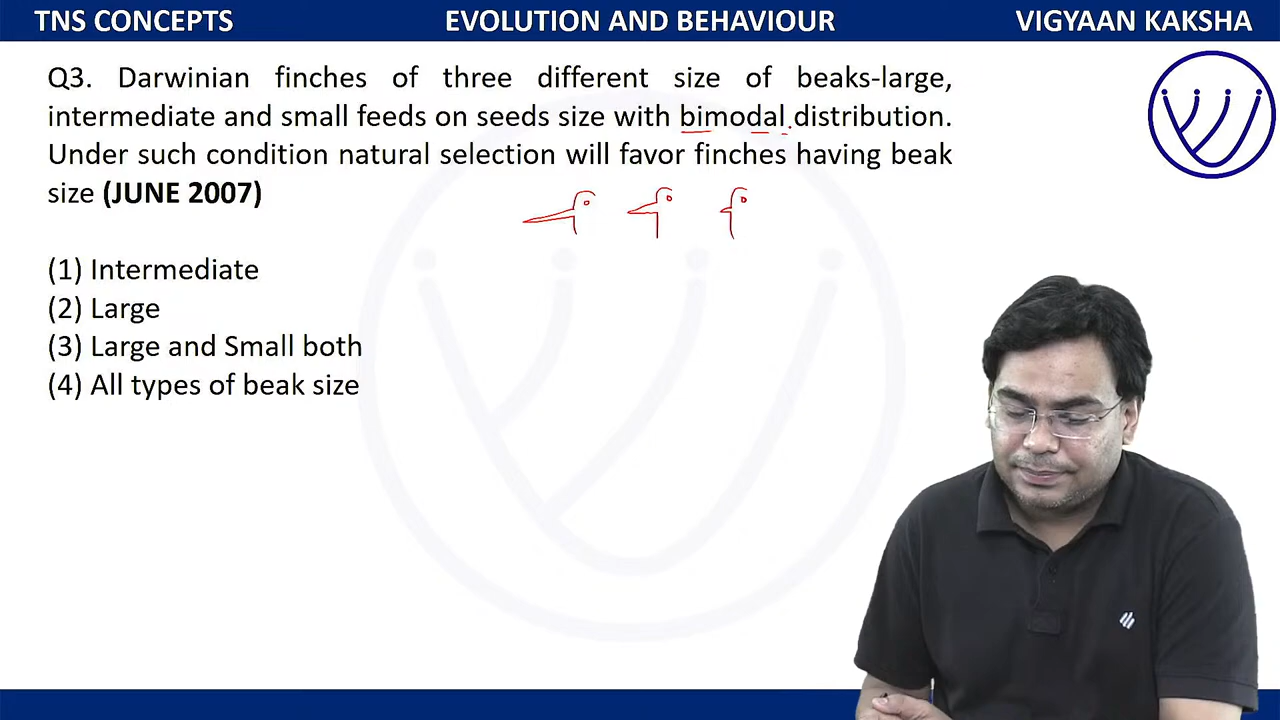 TNS CONCEPTS
EVOLUTION AND BEHAVIOUR
VIGYAAN KAKSHA
Q3. Darwinian finches of three different size of beaks-large,
intermediate and small feeds on seeds size with bimodal distribution.
Under such condition natural selection will favor finches having beak
size (JUNE 2007)
(1) Intermediate
(2) Large
(3) Large and Small both
(4) All types of beak size